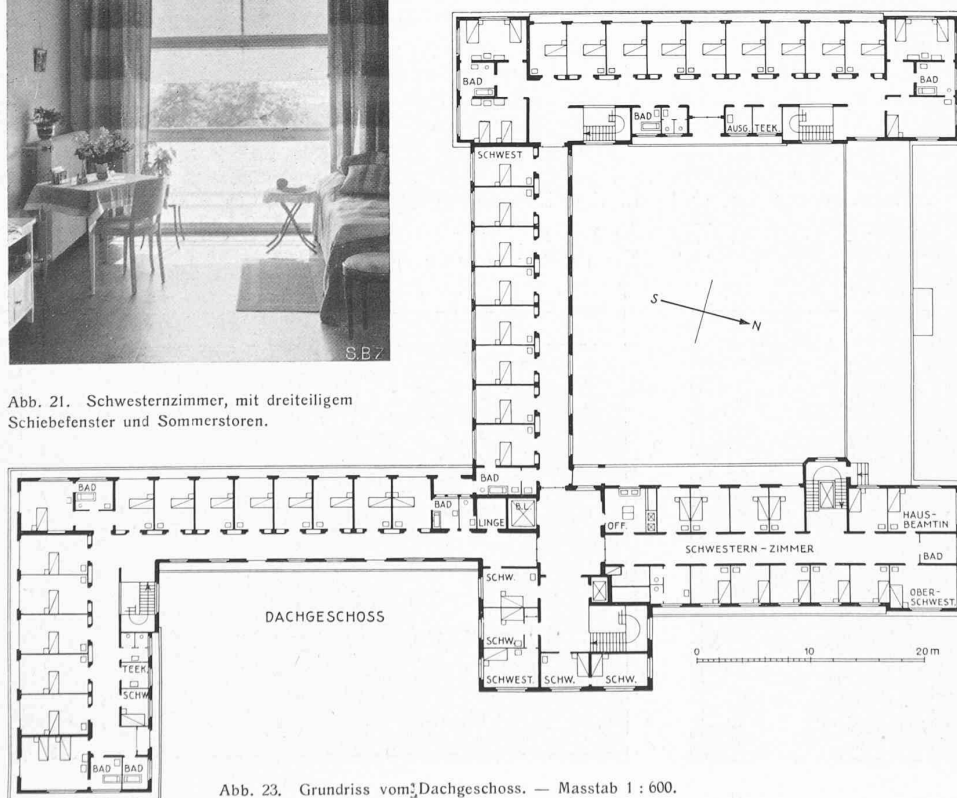 BAD
BAD
BAD
AUSG. TEEK.
SCHWEST
S
N
S.B.Z
Abb. 21. Schwesternzimmer, mit dreiteiligem
Schiebefenster und Sommerstoren.
BAD
BAD
BAD
LINGE
B.L.
OFF.
HAUS-
BEAMTIN
SCHWESTERN-ZIMMER
BAD
OBER-
SCHWEST.
SCHW.
SCHW.
SCHWEST.
SCHW.
SCHW.
DACHGESCHOSS
TEEK.
SCHW.
BAD
BAD
0 10 20 m
Abb. 23. Grundriss vom Dachgeschoss. — Masstab 1 : 600.